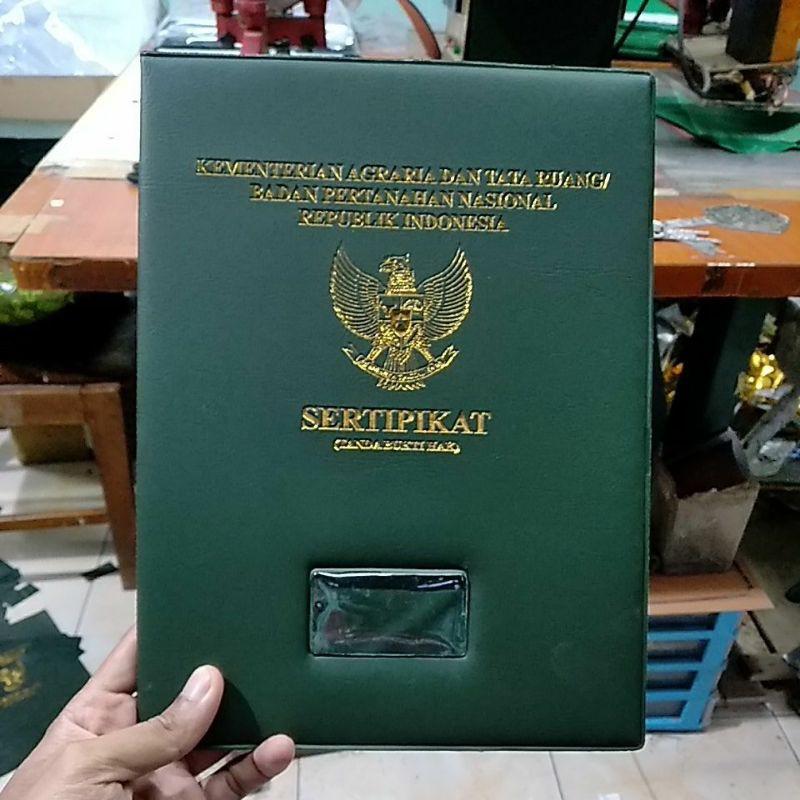 KEMENTERIAN AGRARIA DAN TATA RUANG/
BADAN PERTANAHAN NASIONAL
REPUBLIK INDONESIA
SERTIPIKAT
(TANDA BUKTI HAK)